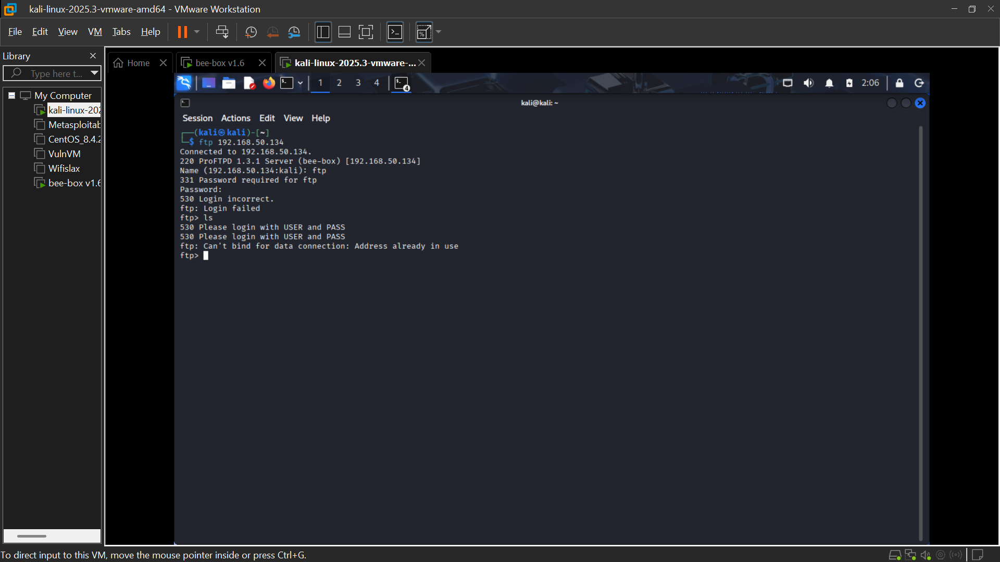 kali-linux-2025.3-vmware-amd64 - VMware Workstation
File Edit View VM Tabs Help
Library
Type here t...
My Computer
kali-linux-202
Metasploitab
CentOS_8.4.2
VulnVM
Wifislax
bee-box v1.6
Home
bee-box v1.6
kali-linux-2025.3-vmware-...
1 2 3 4
4
2:06
kali@kali: ~
Session Actions Edit View Help
┌──(kali㉿kali)-[~]
└─$ ftp 192.168.50.134
Connected to 192.168.50.134.
220 ProFTPD 1.3.1 Server (bee-box) [192.168.50.134]
Name (192.168.50.134:kali): ftp
331 Password required for ftp
Password:
530 Login incorrect.
ftp: Login failed
ftp> ls
530 Please login with USER and PASS
530 Please login with USER and PASS
ftp: Can't bind for data connection: Address already in use
ftp>
To direct input to this VM, move the mouse pointer inside or press Ctrl+G.